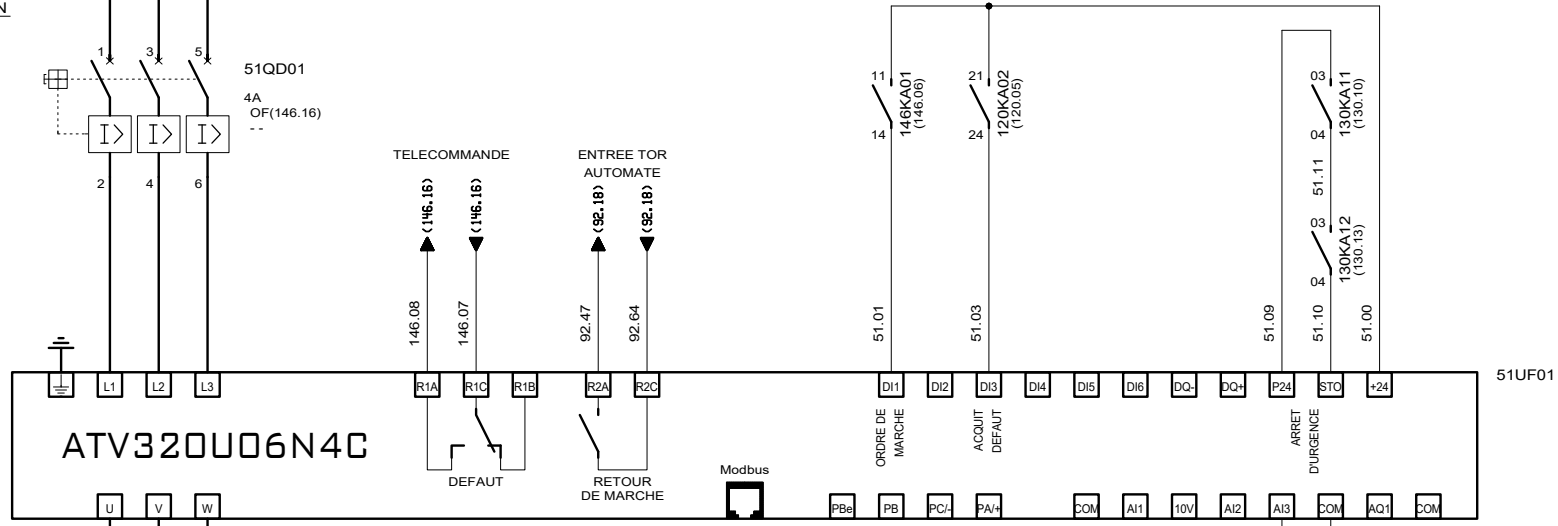 N
1 3 5
51QD01
4A
OF(146.16)
--
I> I> I>
2 4 6
TELECOMMANDE
(146.16) (146.16)
146.08 146.07
ENTREE TOR
AUTOMATE
(92.18) (92.18)
92.47 92.64
11
146KA01
(146.06)
14
51.01
21
120KA02
(120.05)
24
51.03
03
130KA11
(130.10)
04
51.11
03
130KA12
(130.13)
04
51.09 51.10 51.00
L1 L2 L3 R1A R1C R1B R2A R2C DI1 DI2 DI3 DI4 DI5 DI6 DQ- DQ+ P24 STO +24
51UF01
ATV320U06N4C
DEFAUT
RETOUR
DE MARCHE
ORDRE DE
MARCHE
ACQUIT
DEFAUT
ARRET
D'URGENCE
Modbus
U V W PBe PB PC/- PA/+ COM AI1 10V AI2 AI3 COM AQ1 COM